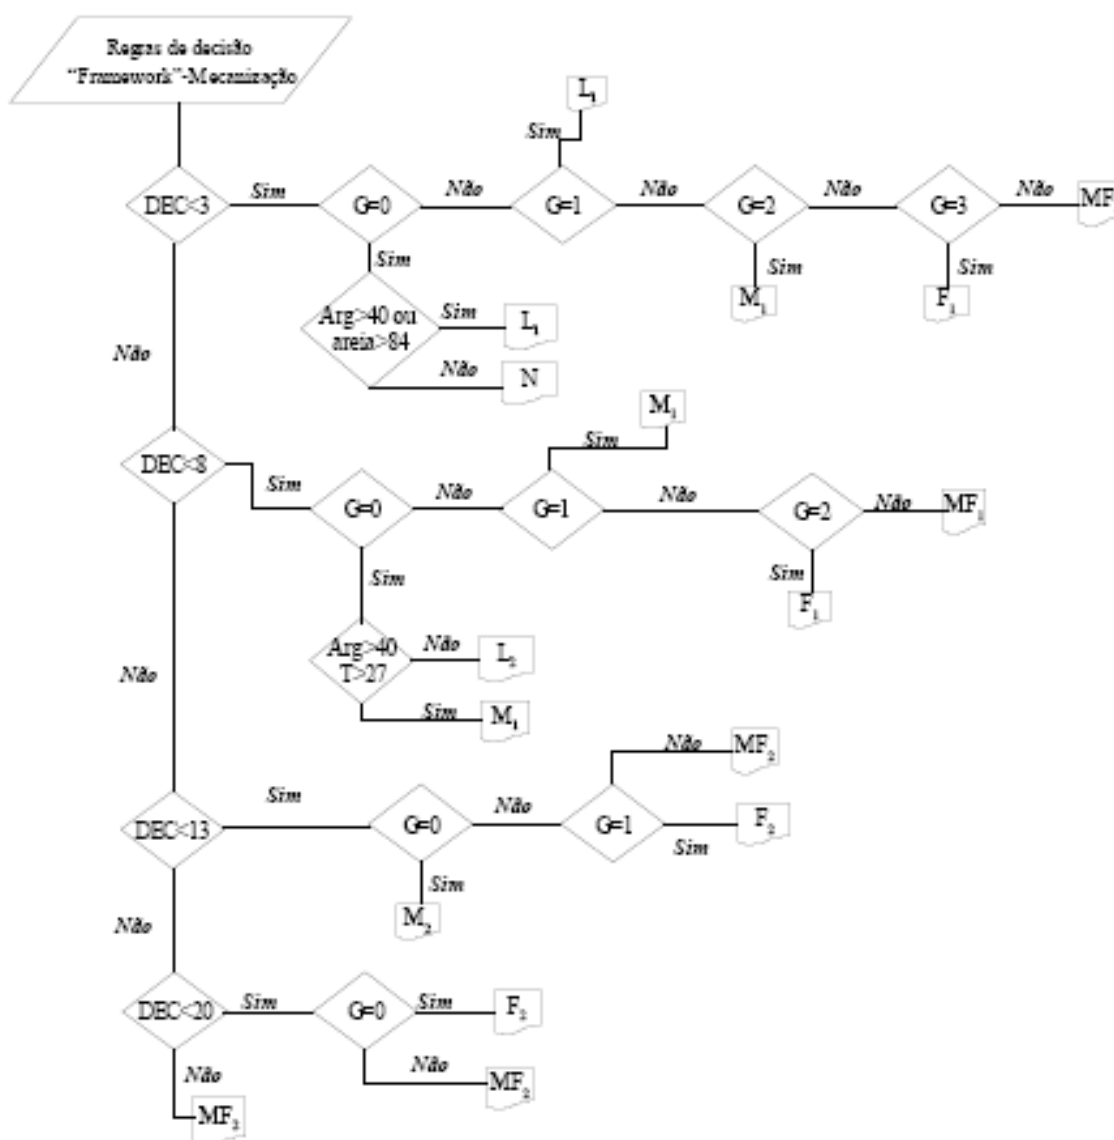 Regras de decisão
“Framework”-Mecanização
L₁
Sim
DEC<3
Sim
G=0
Não
G=1
Não
G=2
Não
G=3
Não
MF
Sim
Sim
Sim
M₁
F₁
Arg>40 ou
areia>84
Sim
L₁
Não
Não
N
M₁
Sim
DEC<8
Sim
G=0
Não
G=1
Não
G=2
Não
MF₁
Sim
Sim
F₁
Arg>40
T>27
Não
L₂
Não
Sim
M₁
Não
MF₂
Sim
DEC<13
G=0
Não
G=1
F₂
Sim
Sim
M₂
Não
DEC<20
Sim
G=0
Sim
F₂
Não
Não
MF₂
MF₂